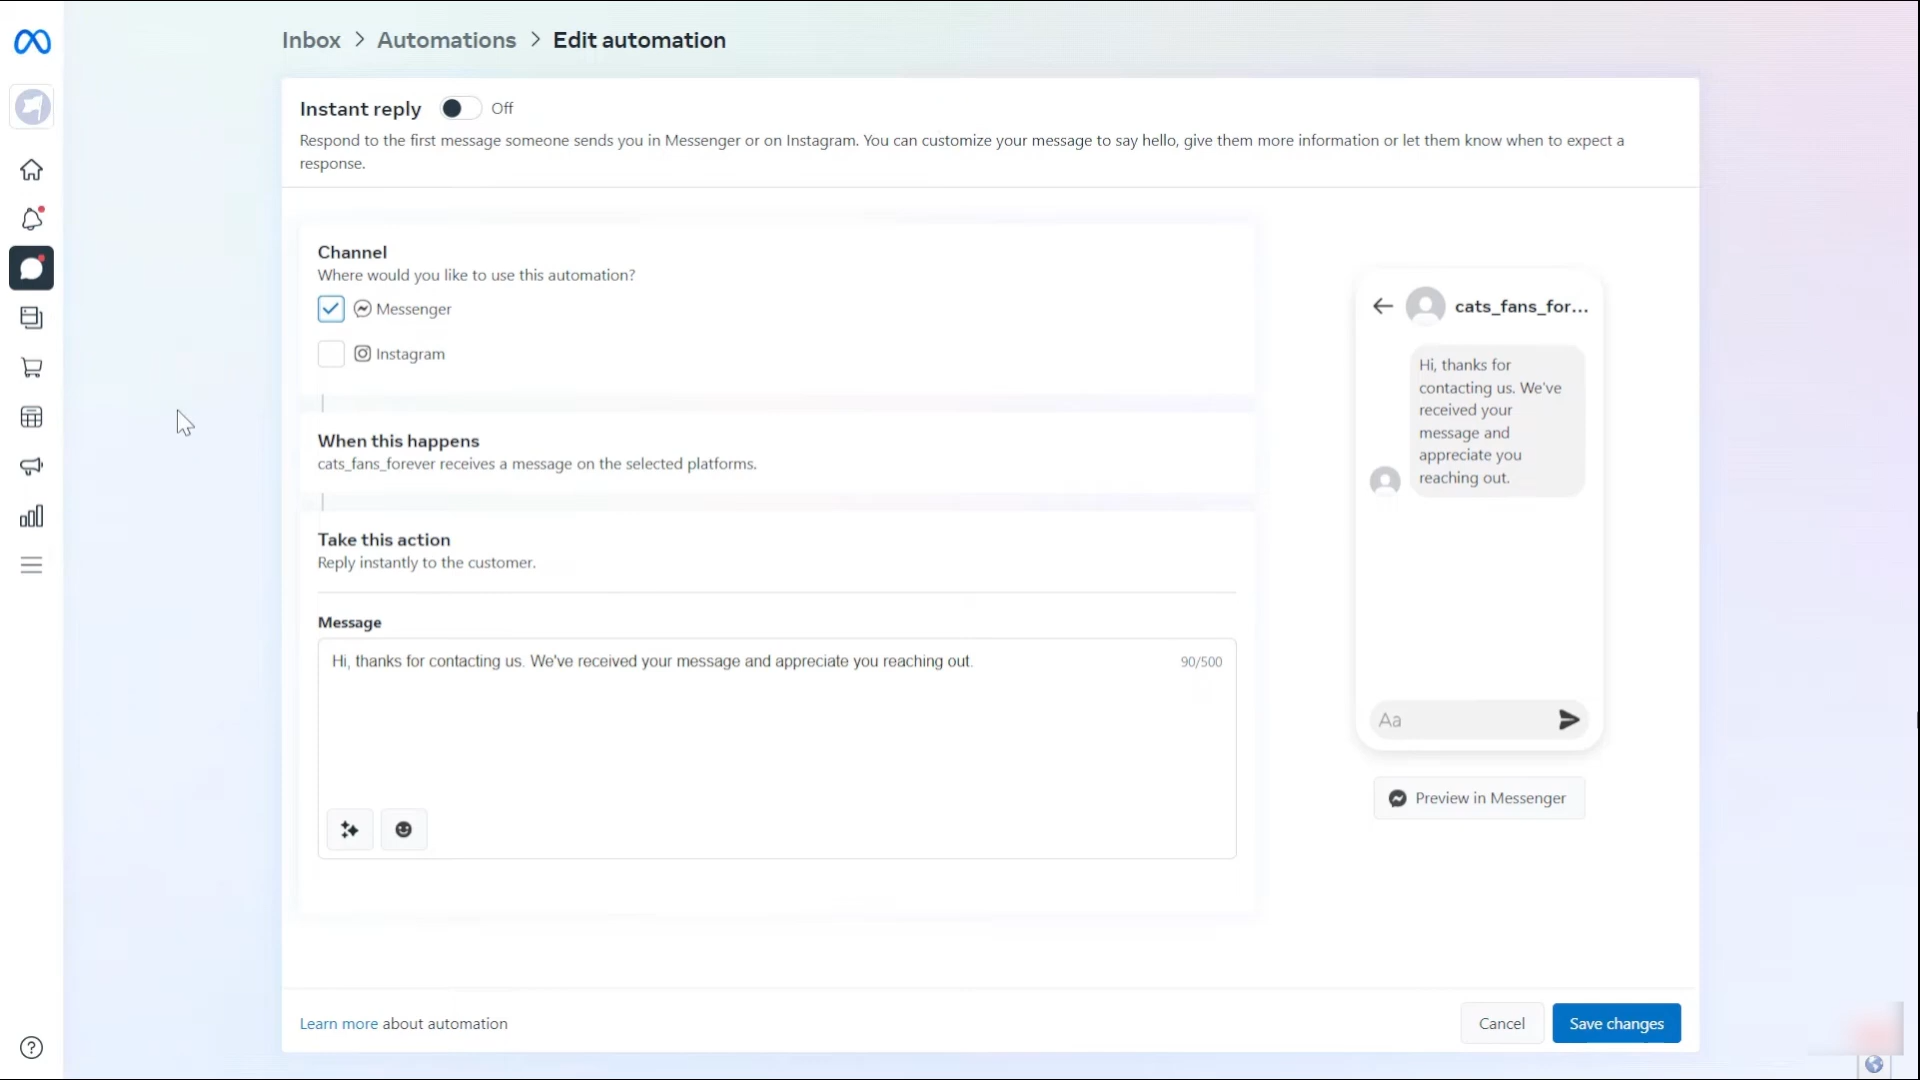 Inbox > Automations > Edit automation
Instant reply Off
Respond to the first message someone sends you in Messenger or on Instagram. You can customize your message to say hello, give them more information or let them know when to expect a
response.
Channel
Where would you like to use this automation?
Messenger
Instagram
When this happens
cats_fans_forever receives a message on the selected platforms.
Take this action
Reply instantly to the customer.
Message
Hi, thanks for contacting us. We've received your message and appreciate you reaching out.
90/500
cats_fans_for...
Hi, thanks for
contacting us. We've
received your
message and
appreciate you
reaching out.
Aa
Preview in Messenger
Learn more about automation
Cancel
Save changes